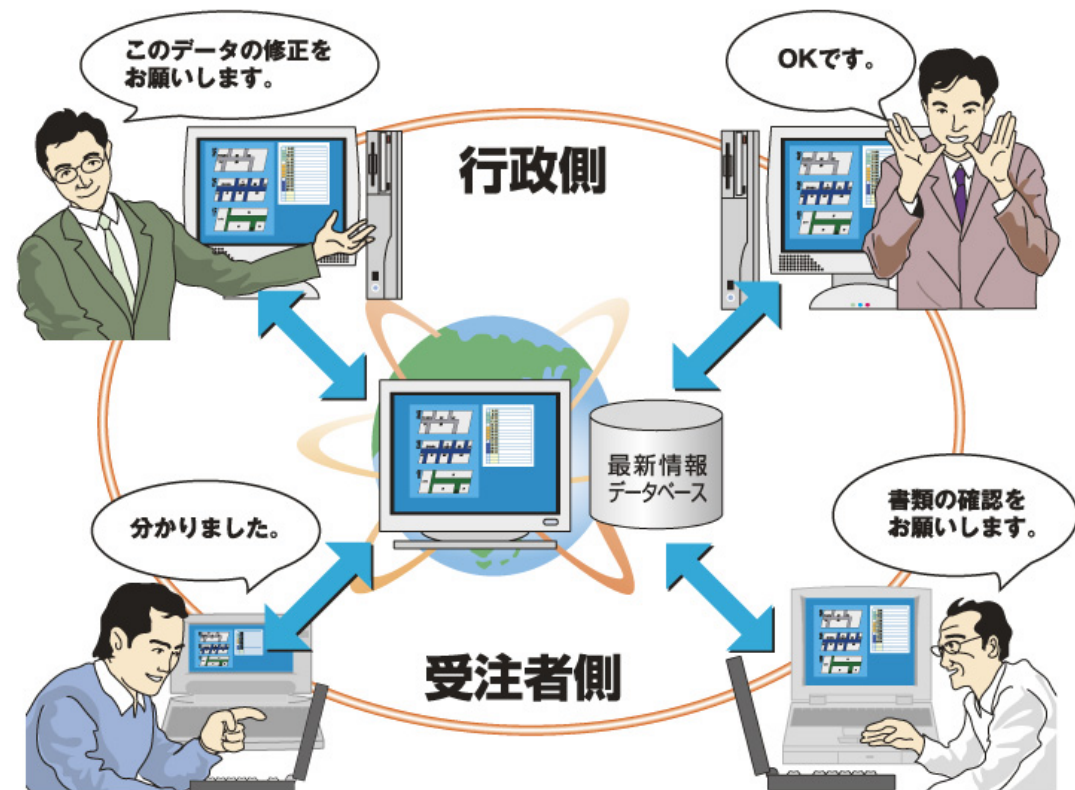 このデータの修正を
お願いします。
OKです。
行政側
最新情報
データベース
分かりました。
書類の確認を
お願いします。
受注者側